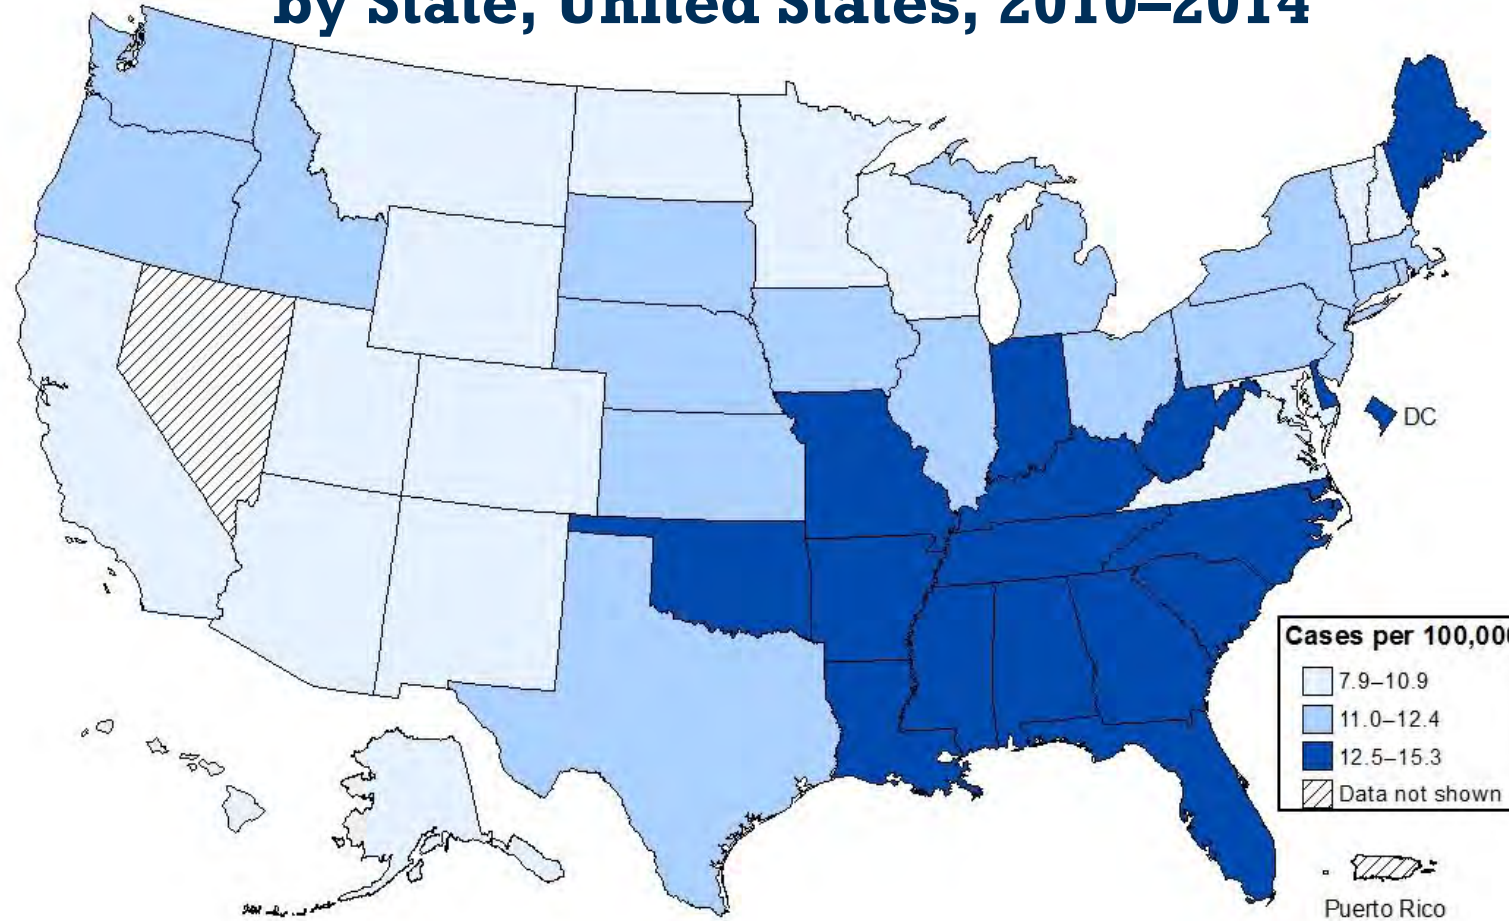 by State, United States, 2010–2014
DC
Cases per 100,000
7.9–10.9
11.0–12.4
12.5–15.3
Data not shown
Puerto Rico